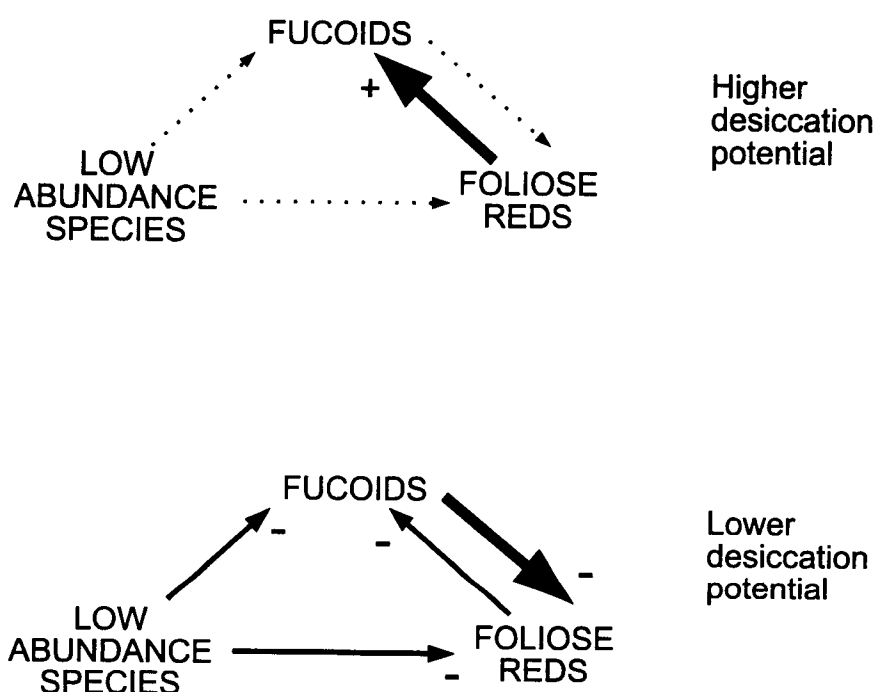 FUCOIDS
+
Higher
desiccation
potential
LOW
ABUNDANCE
SPECIES
FOLIOSE
REDS
FUCOIDS
-
-
-
Lower
desiccation
potential
LOW
ABUNDANCE
SPECIES
-
FOLIOSE
REDS